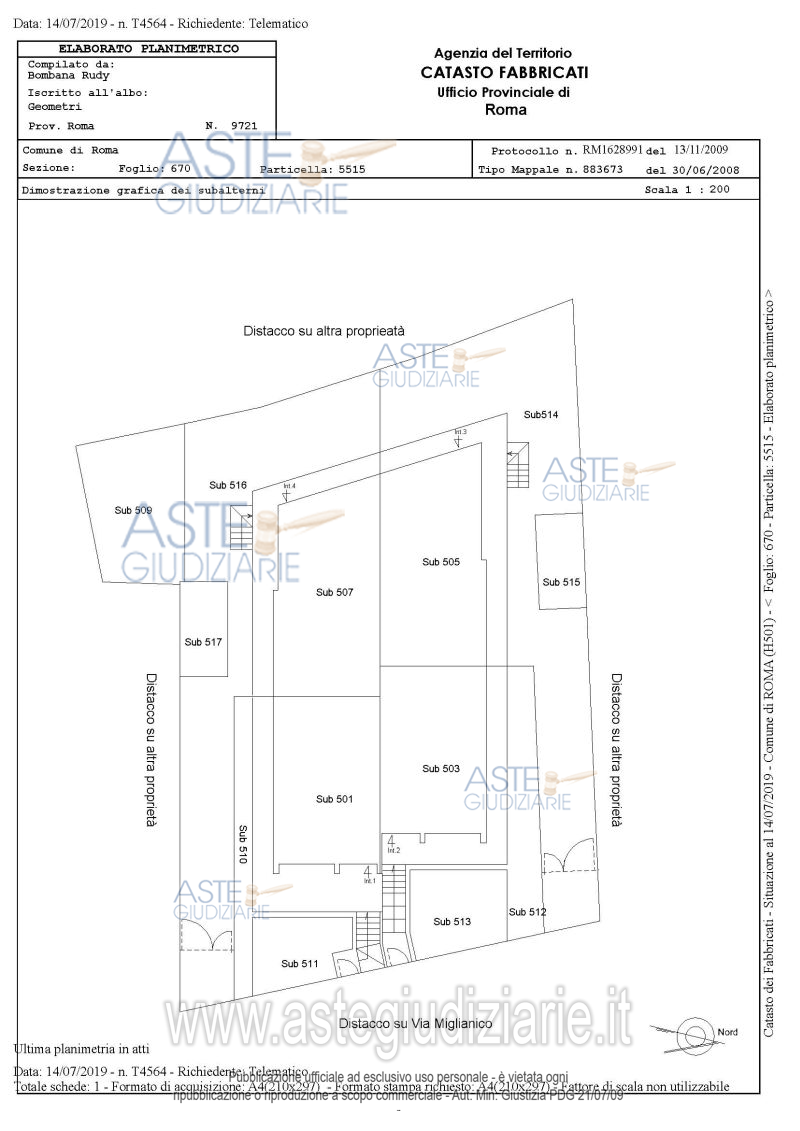 Data: 14/07/2019 - n. T4564 - Richiedente: Telematico
ELABORATO PLANIMETRICO
Compilato da:
Bombana Rudy
Iscritto all'albo:
Geometri
Prov. Roma N. 9721
Agenzia del Territorio
CATASTO FABBRICATI
Ufficio Provinciale di
Roma
Comune di Roma
Sezione: Foglio: 670 Particella: 5515
Protocollo n. RM1628991 del 13/11/2009
Tipo Mappale n. 883673 del 30/06/2008
Dimostrazione grafica dei subalterni Scala 1 : 200
ASTE
GIUDIZIARIE
Distacco su altra proprieatà
ASTE
GIUDIZIARIE
Sub514
Int.3
ASTE
GIUDIZIARIE
Sub 516
Int.4
Sub 509
ASTE
GIUDIZIARIE
Sub 505
Sub 507
Sub 515
Sub 517
Distacco su altra proprietà
Distacco su altra proprietà
Sub 503
ASTE
GIUDIZIARIE
Sub 501
Sub 510
Int.2
Int.1
ASTE
GIUDIZIARIE
Sub 513
Sub 512
Sub 511
www.astegiudiziarie.it
Distacco su Via Miglianico
Nord
Catasto dei Fabbricati - Situazione al 14/07/2019 - Comune di ROMA (H501) - < Foglio: 670 - Particella: 5515 - Elaborato planimetrico >
Ultima planimetria in atti
Data: 14/07/2019 - n. T4564 - Richiedente: Telematico
Totale schede: 1 - Formato di acquisizione: A4(210x297) - Formato stampa richiesto: A4(210x297) - Fattore di scala non utilizzabile
Pubblicazione ufficiale ad esclusivo uso personale - è vietata ogni
ripubblicazione o riproduzione a scopo commerciale - Aut. Min. Giustizia PDG 21/07/09